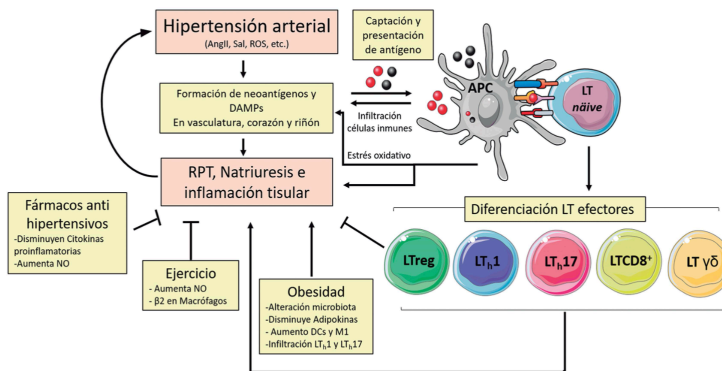 Hipertensión arterial
(AngII, Sal, ROS, etc.)
Captación y
presentación
de antígeno
Formación de neoantígenos y
DAMPs
En vasculatura, corazón y riñón
Infiltración
células inmunes
APC
LT
näive
Estrés oxidativo
RPT, Natriuresis e
inflamación tisular
Fármacos anti
hipertensivos
-Disminuyen Citokinas
proinflamatorias
- Aumenta NO
Ejercicio
- Aumenta NO
- β2 en Macrófagos
Obesidad
- Alteración microbiota
- Disminuye Adipokinas
- Aumento DCs y M1
-Infiltración LTh1 y LTh17
Diferenciación LT efectores
LTreg
LTh1
LTh17
LTCD8+
LT γδ